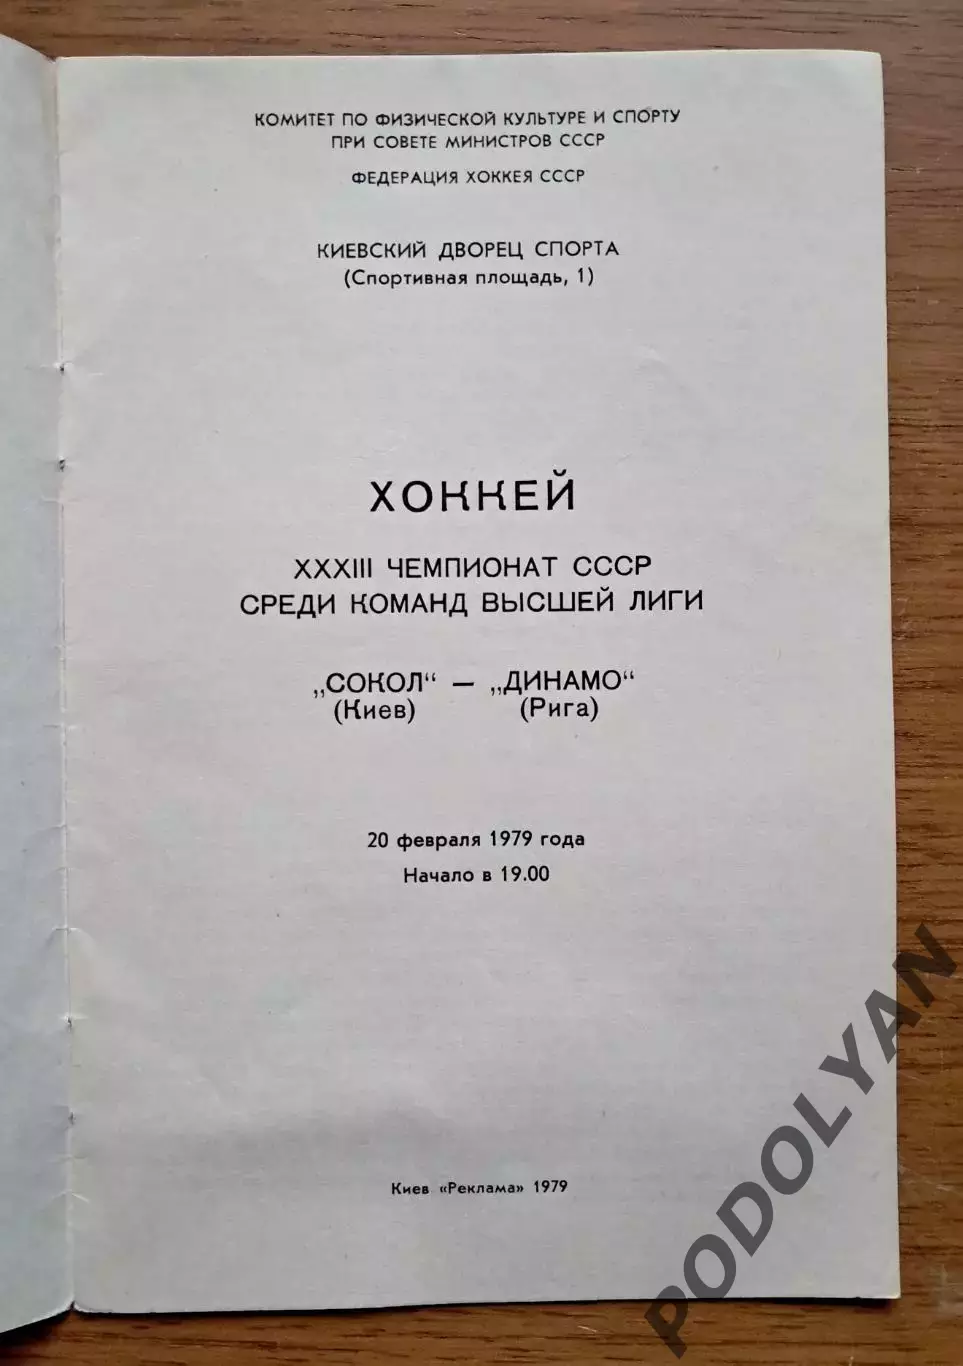 КОМИТЕТ ПО ФИЗИЧЕСКОЙ КУЛЬТУРЕ И СПОРТУ
ПРИ СОВЕТЕ МИНИСТРОВ СССР
ФЕДЕРАЦИЯ ХОККЕЯ СССР
КИЕВСКИЙ ДВОРЕЦ СПОРТА
(Спортивная площадь, 1)
ХОККЕЙ
XXXIII ЧЕМПИОНАТ СССР
СРЕДИ КОМАНД ВЫСШЕЙ ЛИГИ
„СОКОЛ“ — „ДИНАМО“
(Киев) (Рига)
20 февраля 1979 года
Начало в 19.00
Киев «Реклама» 1979
PODOLYAN